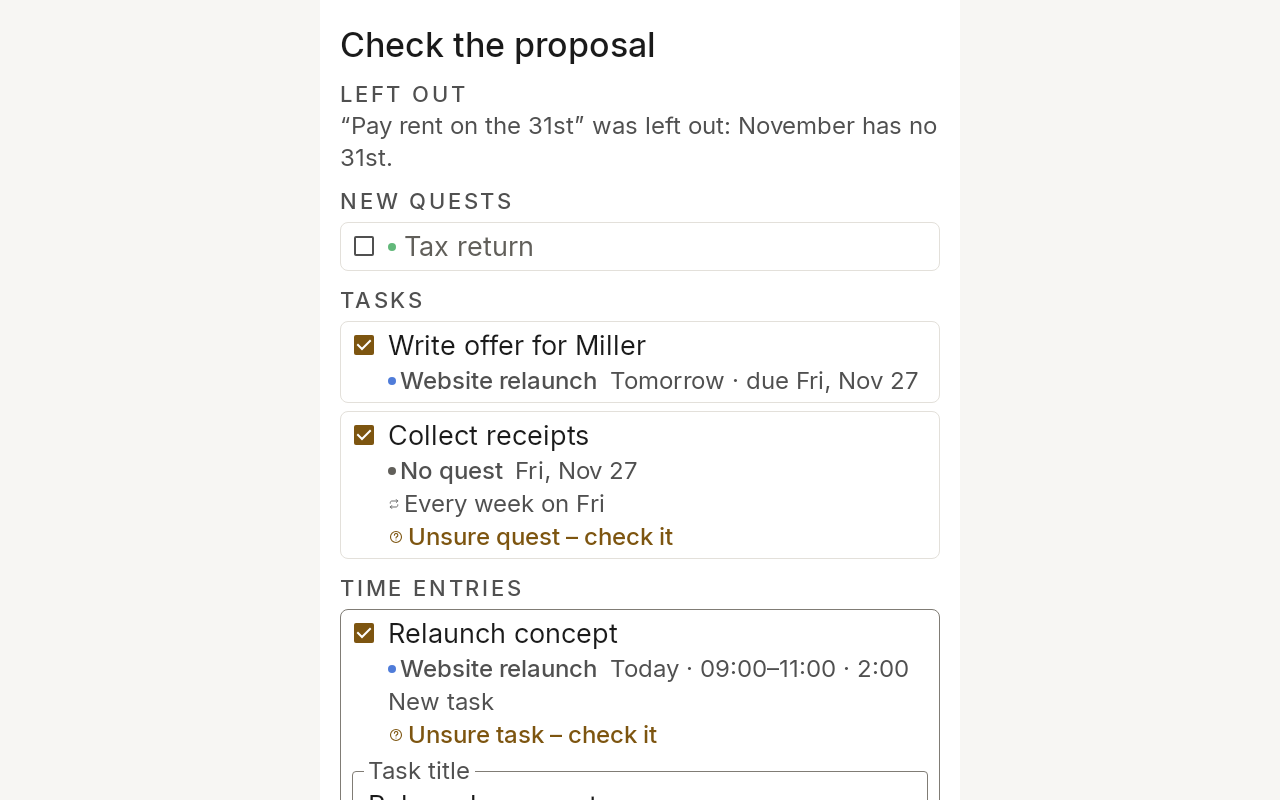 Check the proposal
LEFT OUT
“Pay rent on the 31st” was left out: November has no
31st.
NEW QUESTS
Tax return
TASKS
Write offer for Miller
Website relaunch Tomorrow · due Fri, Nov 27
Collect receipts
No quest Fri, Nov 27
Every week on Fri
Unsure quest – check it
TIME ENTRIES
Relaunch concept
Website relaunch Today · 09:00–11:00 · 2:00
New task
Unsure task – check it
Task title